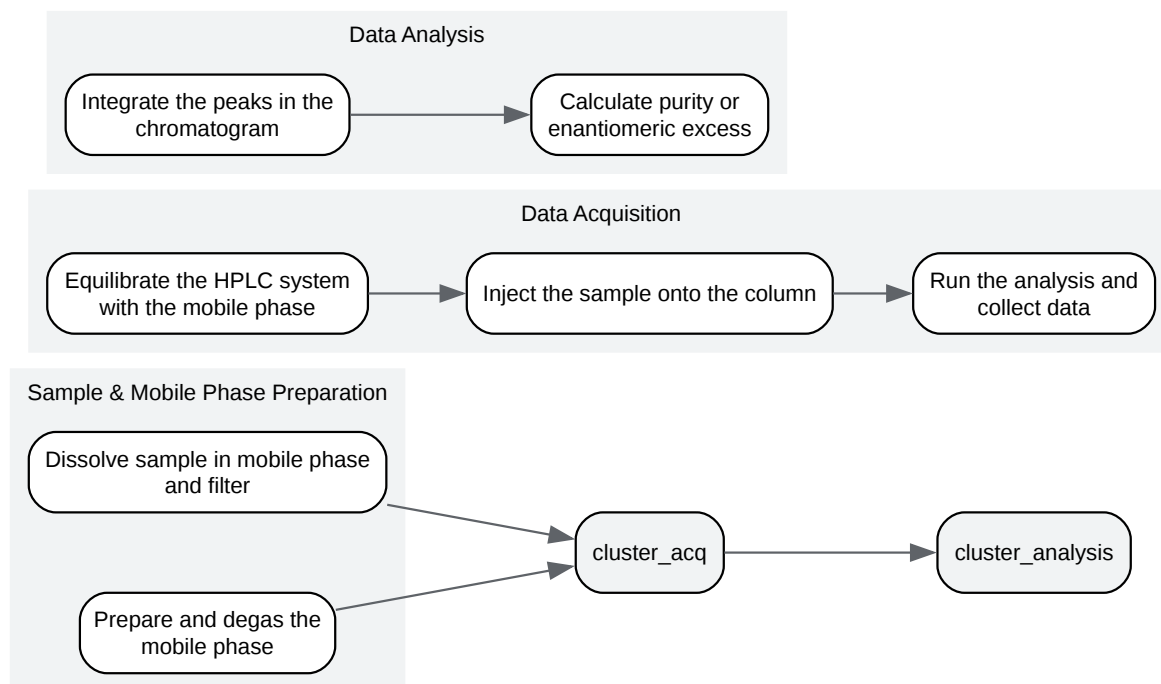 Data Analysis
Integrate the peaks in the
chromatogram
Calculate purity or
enantiomeric excess
Data Acquisition
Equilibrate the HPLC system
with the mobile phase
Inject the sample onto the column
Run the analysis and
collect data
Sample & Mobile Phase Preparation
Dissolve sample in mobile phase
and filter
Prepare and degas the
mobile phase
cluster_acq
cluster_analysis